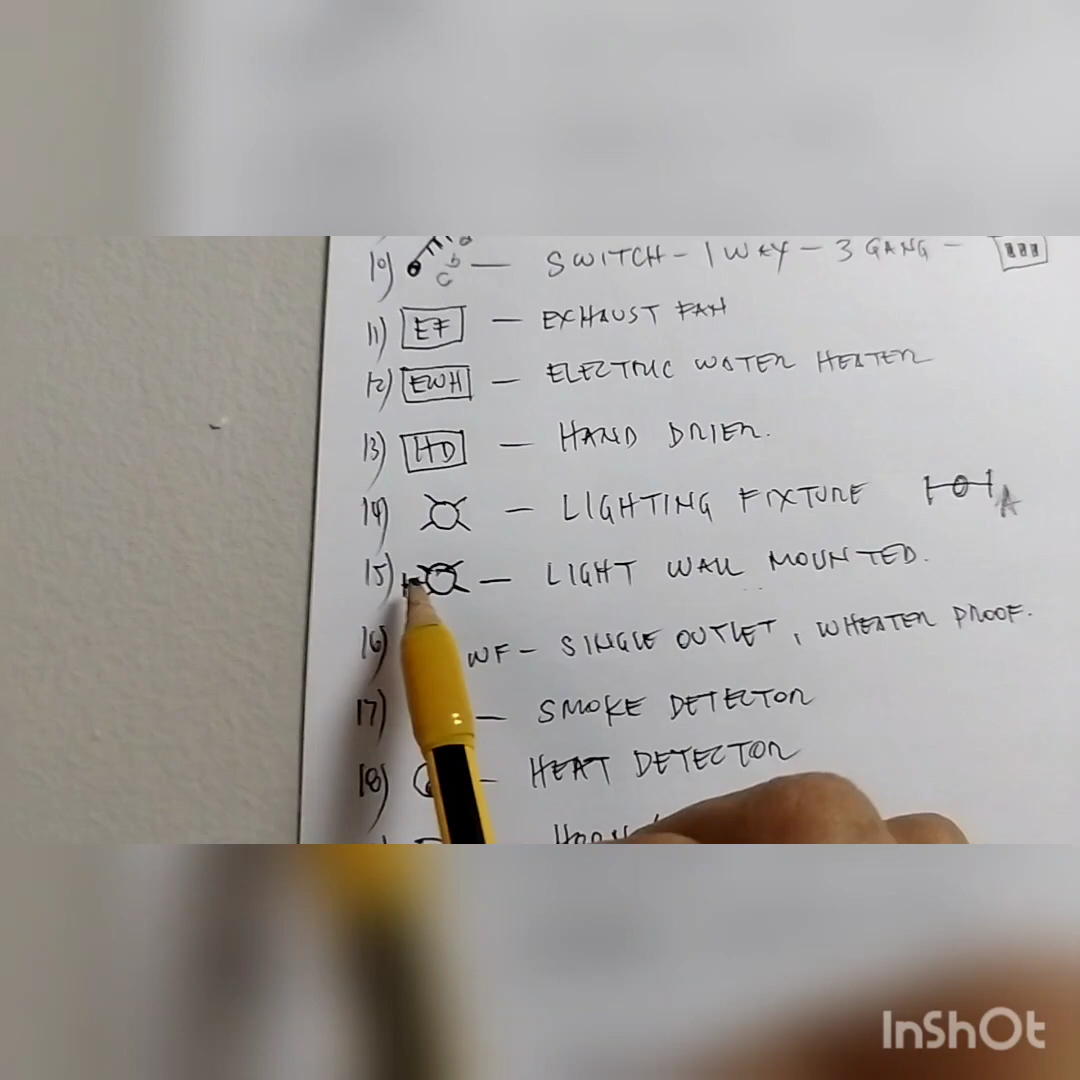 10) a b c — SWITCH - 1 WAY - 3 GANG -
11) EF — EXHAUST FAN
12) EWH — ELECTRIC WATER HEATER
13) HD — HAND DRIER.
14) — LIGHTING FIXTURE A
15) — LIGHT WALL MOUNTED.
16) WF - SINGLE OUTLET, WHEATER PROOF.
17) — SMOKE DETECTOR
18) — HEAT DETECTOR
InShOt